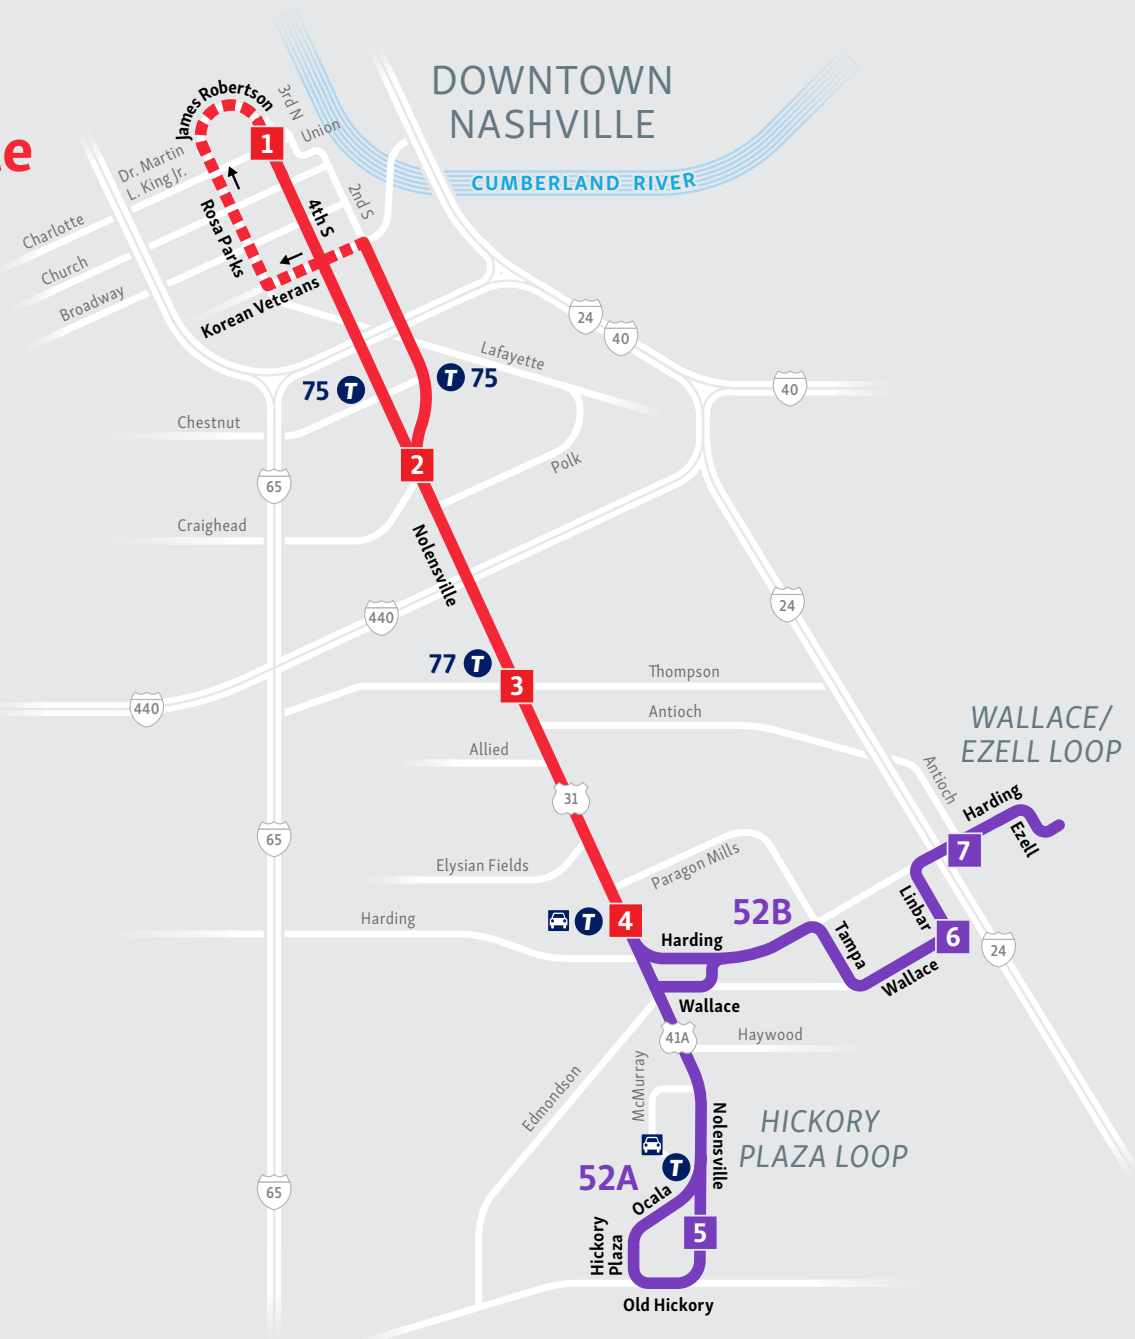 DOWNTOWN
NASHVILLE
CUMBERLAND RIVER
e
James Robertson
3rd N
Union
1
Dr. Martin
L. King Jr.
Charlotte
Church
Broadway
Rosa Parks
4th S
2nd S
Korean Veterans
24
40
40
Lafayette
75 T
T 75
Chestnut
2
Polk
65
Craighead
Nolensville
440
24
77 T
3
Thompson
440
Antioch
Allied
WALLACE/
EZELL LOOP
Antioch
31
Harding
Ezell
65
7
Elysian Fields
Paragon Mills
Linbar
Harding
T
4
52B
Harding
Tampa
6
24
Wallace
Wallace
41A
Haywood
Edmondson
McMurray
Nolensville
HICKORY
PLAZA LOOP
T
52A
Ocala
65
Hickory
Plaza
5
Old Hickory